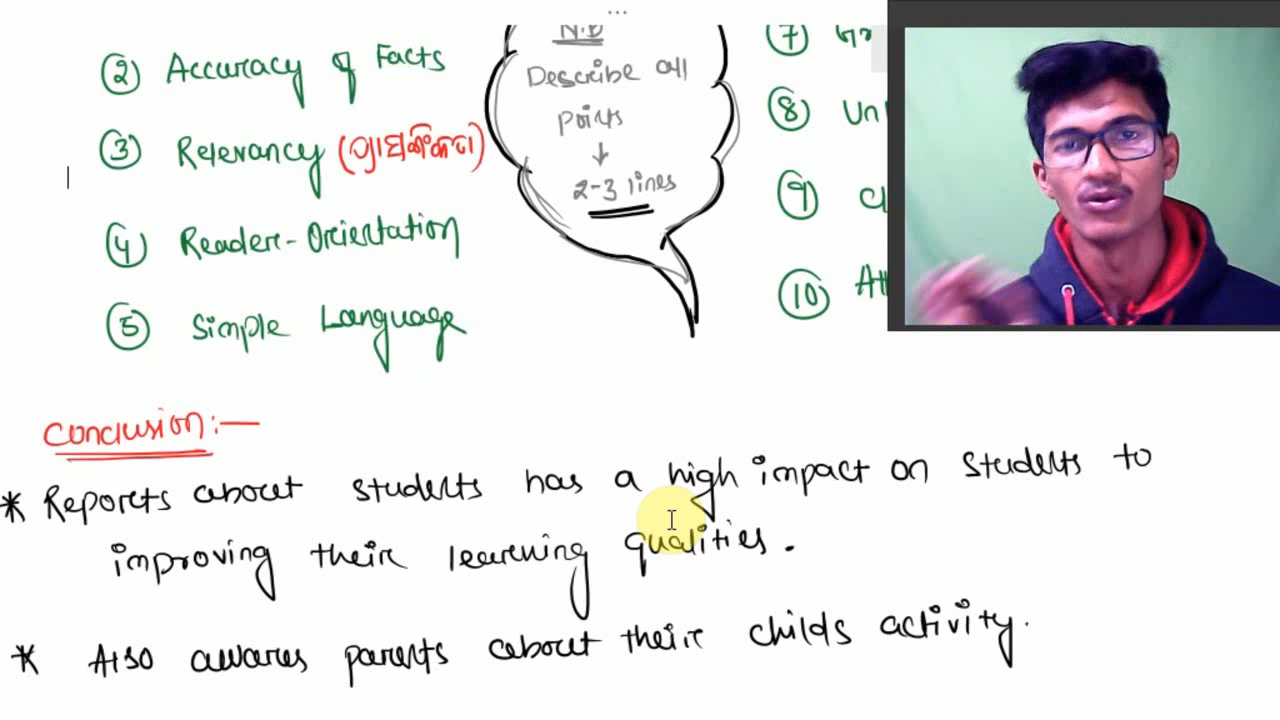 ② Accuracy of Facts
③ Relevancy (ପ୍ରାସଙ୍ଗିକତା)
④ Reader-Orientation
⑤ Simple Language
N.B
Describe all
points
↓
2-3 lines
⑦
⑧
⑨
⑩
Conclusion:—
* Reports about students has a high impact on students to
improving their learning qualities.
* Also awares parents about their childs activity.